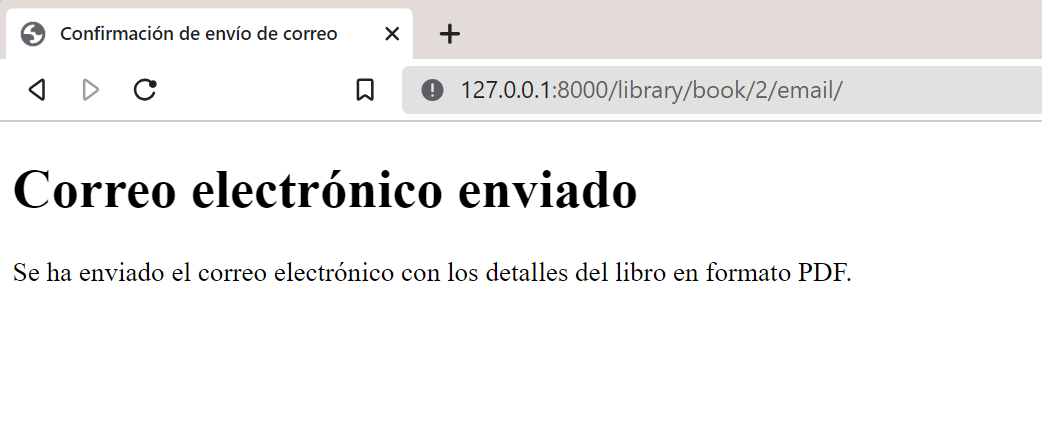 Confirmación de envío de correo
127.0.0.1:8000/library/book/2/email/
Correo electrónico enviado
Se ha enviado el correo electrónico con los detalles del libro en formato PDF.